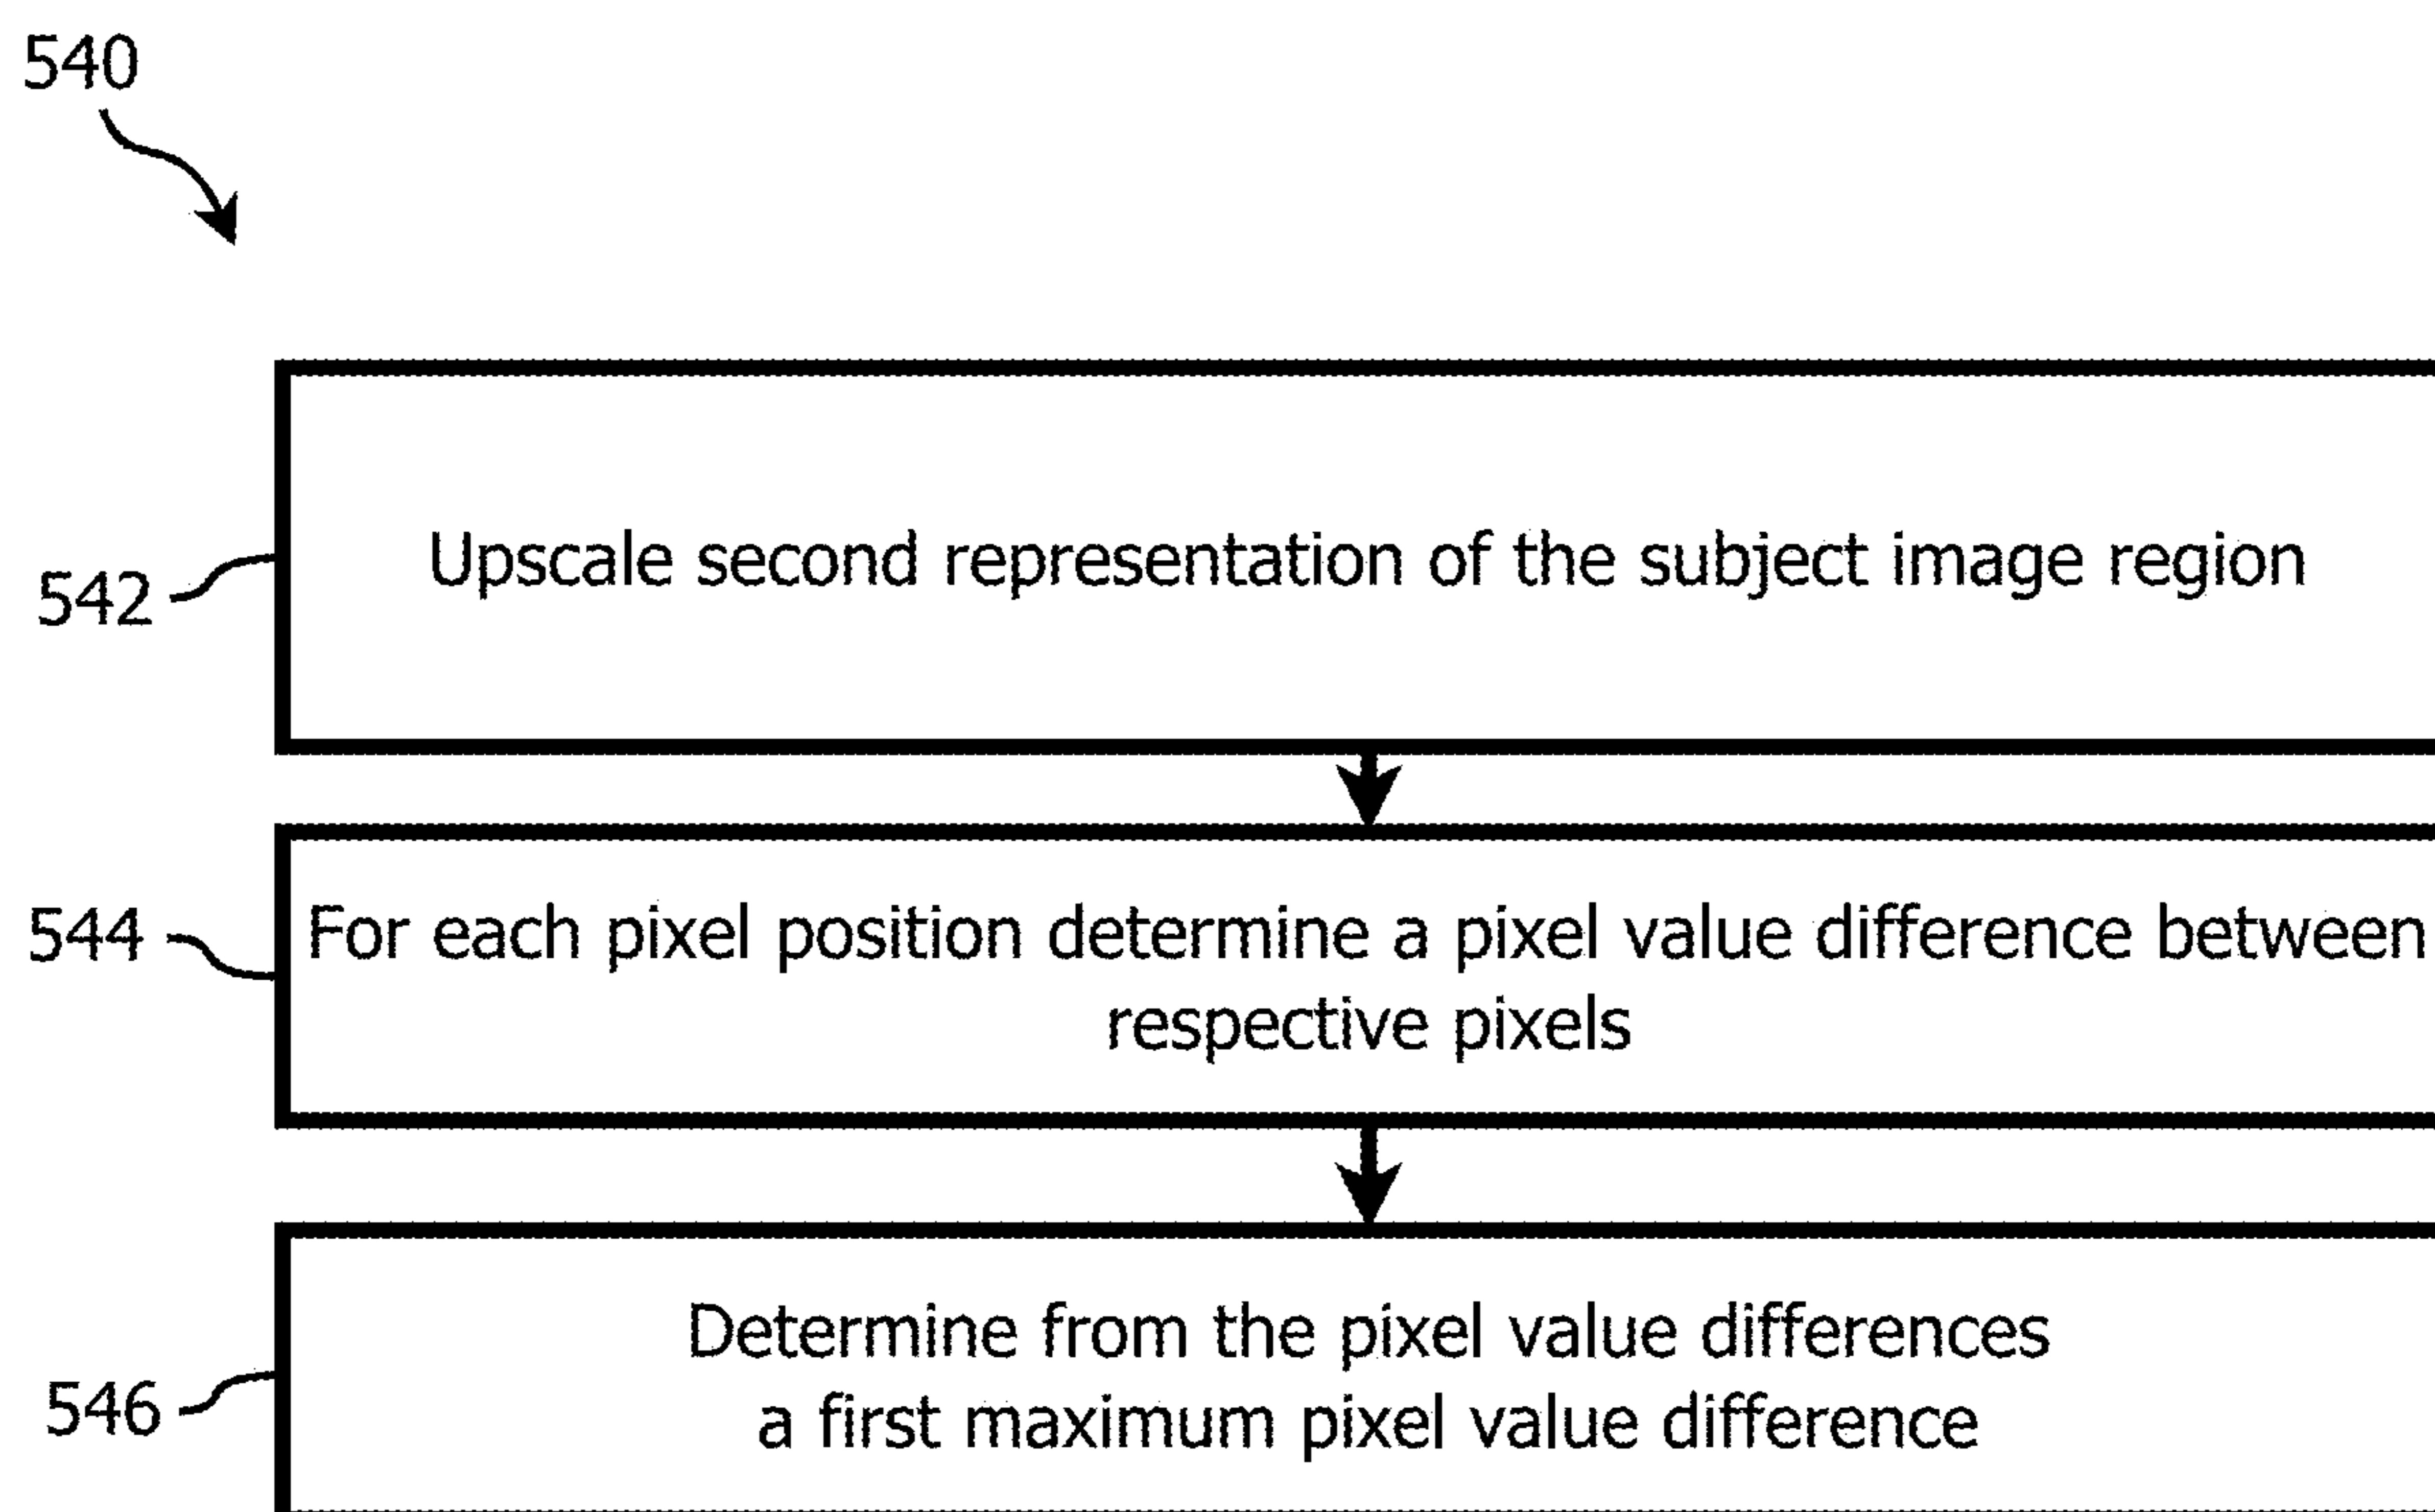 540
542
Upscale second representation of the subject image region
544
For each pixel position determine a pixel value difference between
respective pixels
546
Determine from the pixel value differences
a first maximum pixel value difference